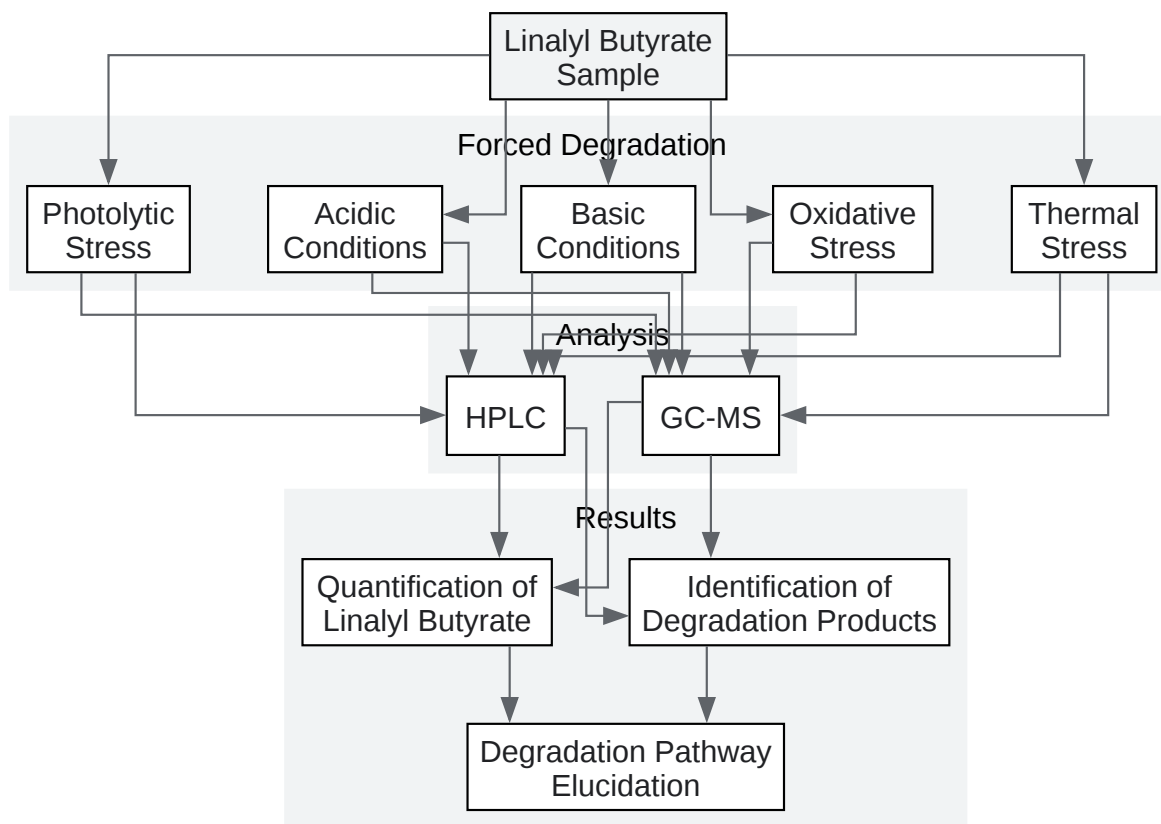 Linalyl Butyrate
Sample
Forced Degradation
Photolytic
Stress
Acidic
Conditions
Basic
Conditions
Oxidative
Stress
Thermal
Stress
Analysis
HPLC
GC-MS
Results
Quantification of
Linalyl Butyrate
Identification of
Degradation Products
Degradation Pathway
Elucidation